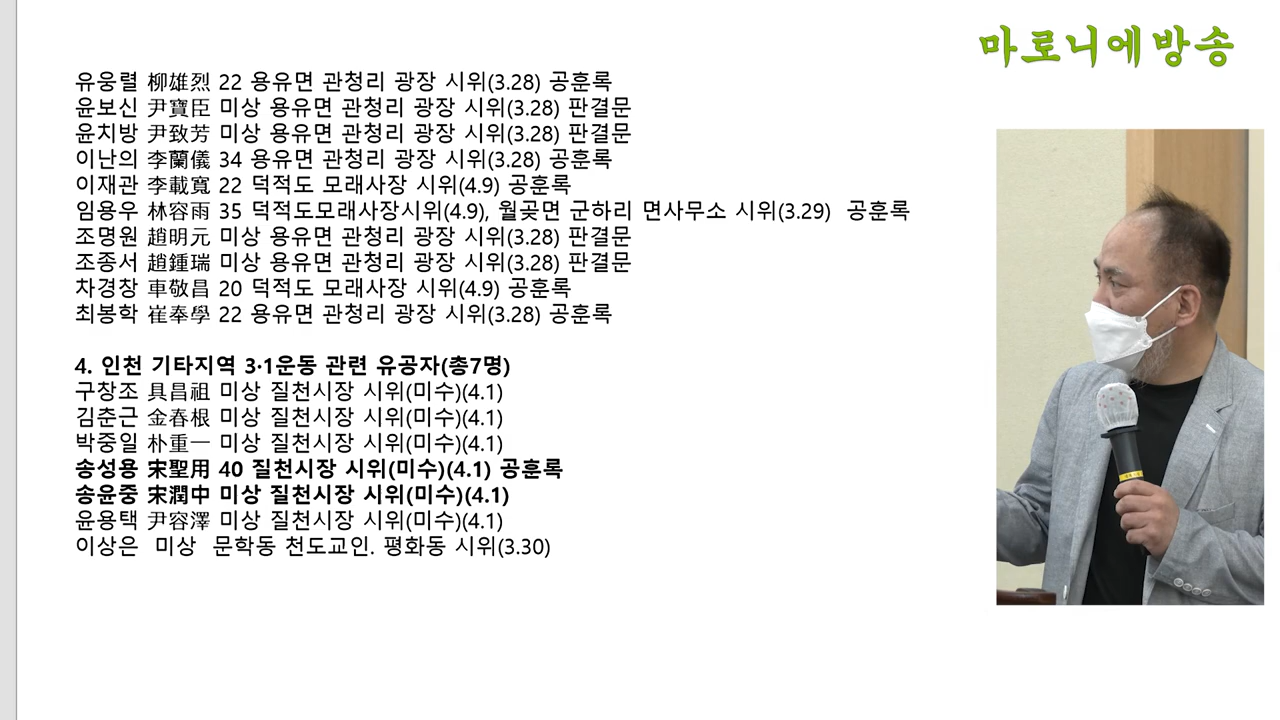 마로니에방송
유웅렬 柳雄烈 22 용유면 관청리 광장 시위(3.28) 공훈록
윤보신 尹寶臣 미상 용유면 관청리 광장 시위(3.28) 판결문
윤치방 尹致芳 미상 용유면 관청리 광장 시위(3.28) 판결문
이난의 李蘭儀 34 용유면 관청리 광장 시위(3.28) 공훈록
이재관 李載寬 22 덕적도 모래사장 시위(4.9) 공훈록
임용우 林容雨 35 덕적도모래사장시위(4.9), 월곶면 군하리 면사무소 시위(3.29) 공훈록
조명원 趙明元 미상 용유면 관청리 광장 시위(3.28) 판결문
조종서 趙鍾瑞 미상 용유면 관청리 광장 시위(3.28) 판결문
차경창 車敬昌 20 덕적도 모래사장 시위(4.9) 공훈록
최봉학 崔奉學 22 용유면 관청리 광장 시위(3.28) 공훈록
4. 인천 기타지역 3·1운동 관련 유공자(총7명)
구창조 具昌祖 미상 질천시장 시위(미수)(4.1)
김춘근 金春根 미상 질천시장 시위(미수)(4.1)
박중일 朴重一 미상 질천시장 시위(미수)(4.1)
송성용 宋聖用 40 질천시장 시위(미수)(4.1) 공훈록
송윤중 宋潤中 미상 질천시장 시위(미수)(4.1)
윤용택 尹容澤 미상 질천시장 시위(미수)(4.1)
이상은 미상 문학동 천도교인. 평화동 시위(3.30)